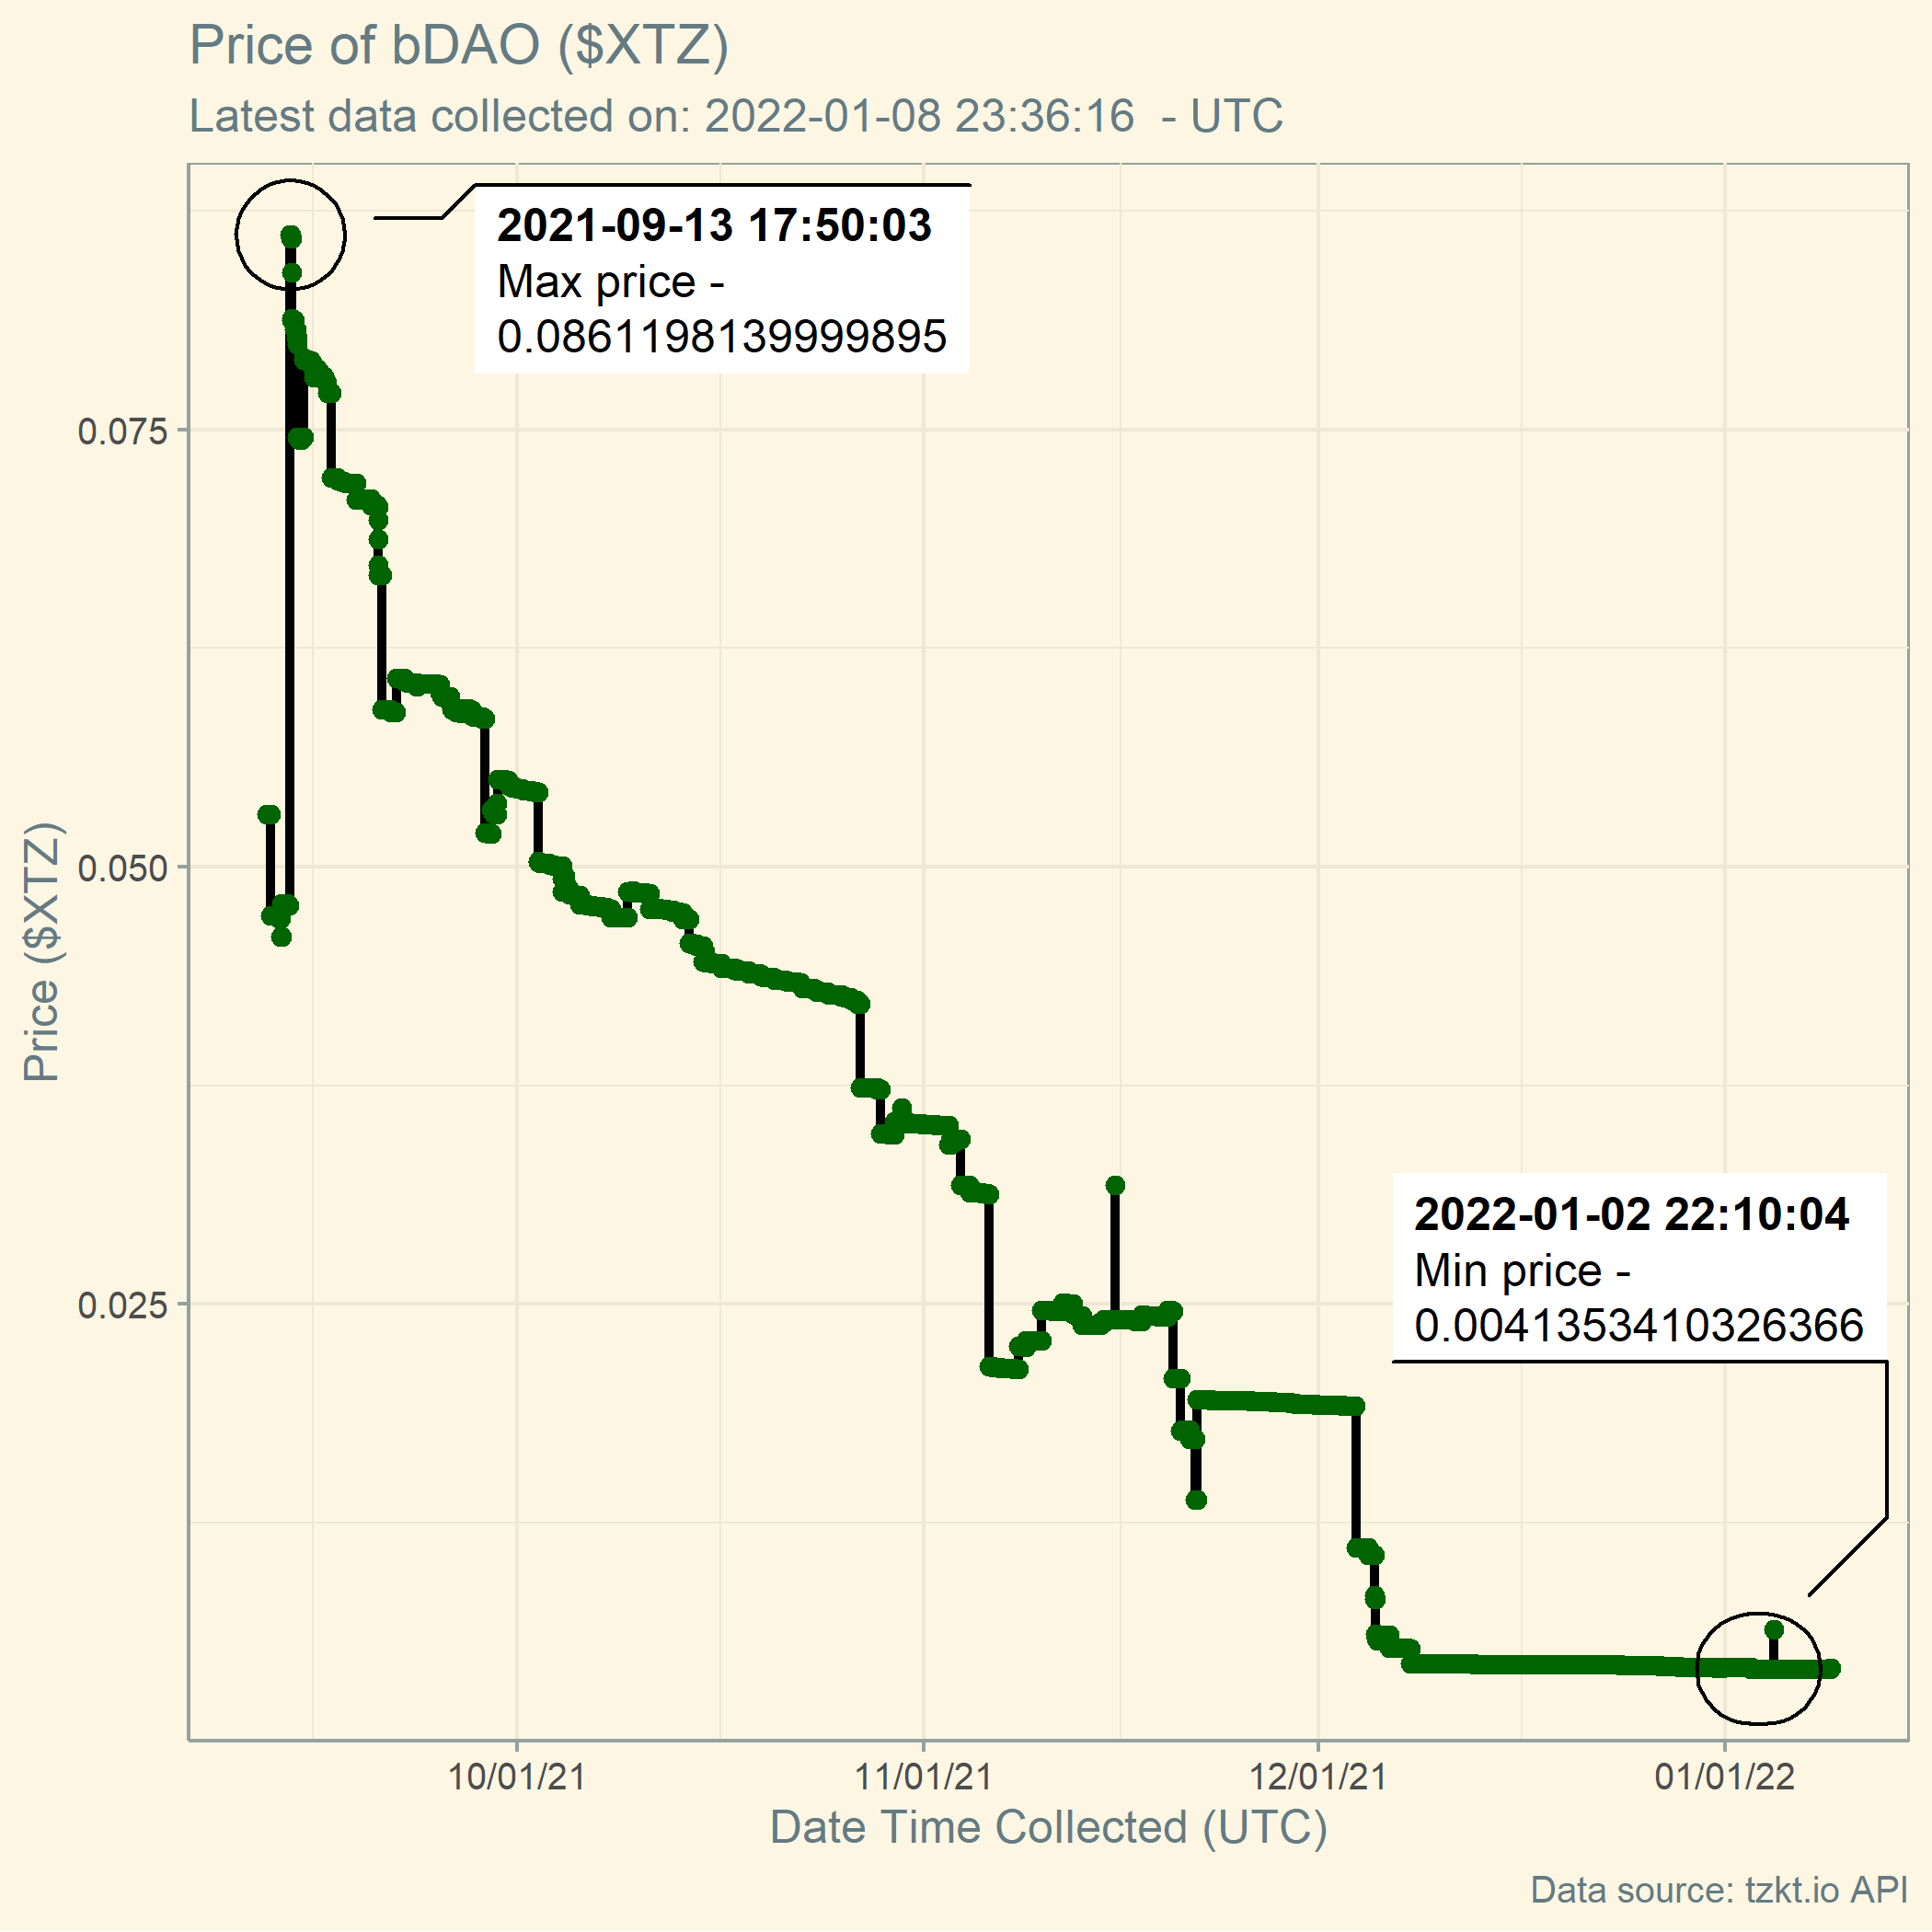 Price of bDAO ($XTZ)
Latest data collected on: 2022-01-08 23:36:16  - UTC
2021-09-13 17:50:03
Max price -
0.0861198139999895
0.075
0.050
0.025
Price ($XTZ)
2022-01-02 22:10:04
Min price -
0.0041353410326366
10/01/21
11/01/21
12/01/21
01/01/22
Date Time Collected (UTC)
Data source: tzkt.io API